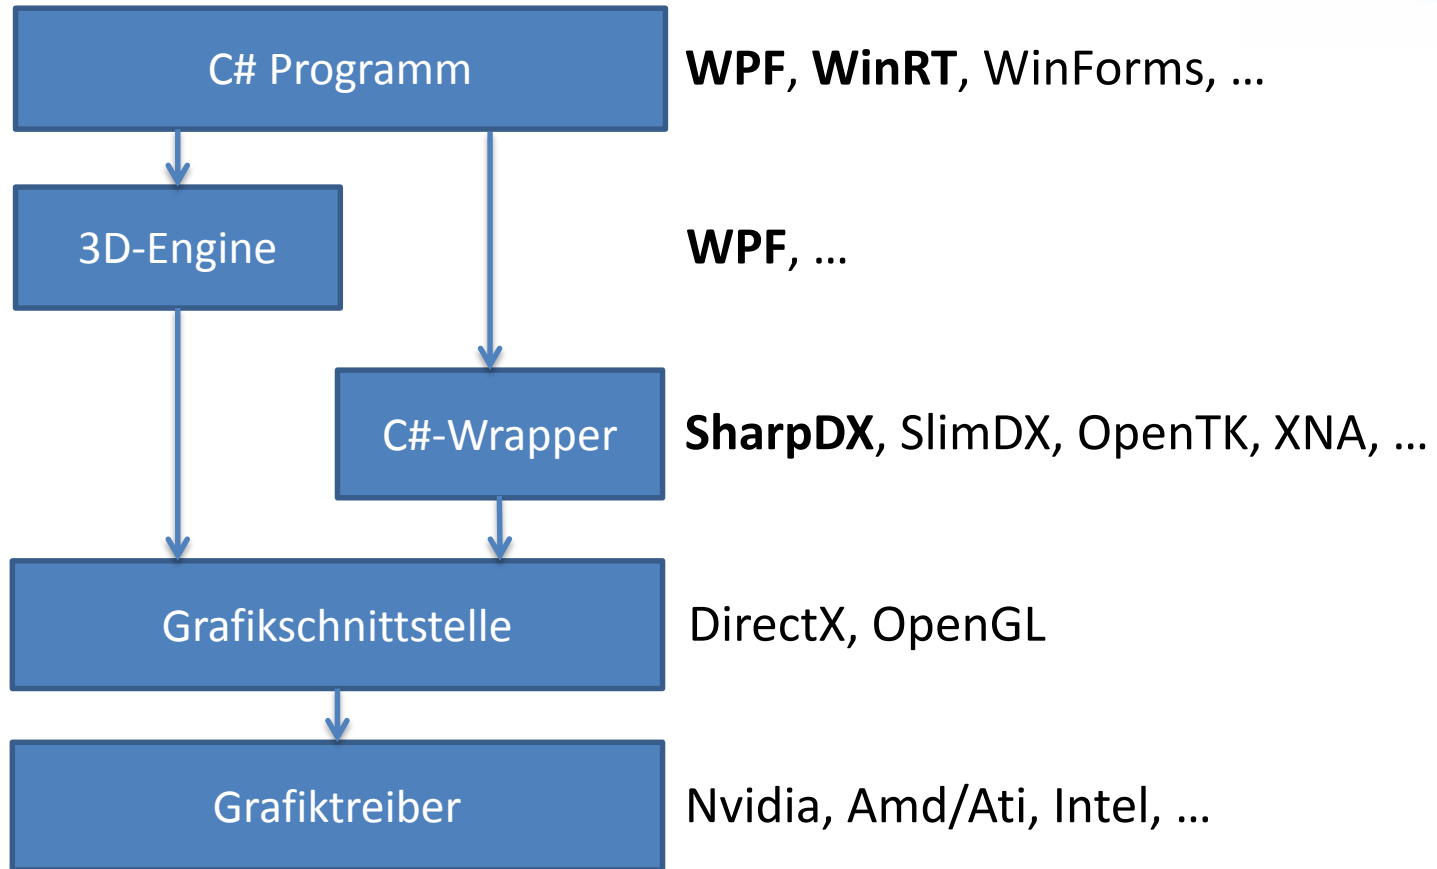 C# Programm
WPF, WinRT, WinForms, …
3D-Engine
WPF, …
C#-Wrapper
SharpDX, SlimDX, OpenTK, XNA, …
Grafikschnittstelle
DirectX, OpenGL
Grafiktreiber
Nvidia, Amd/Ati, Intel, …